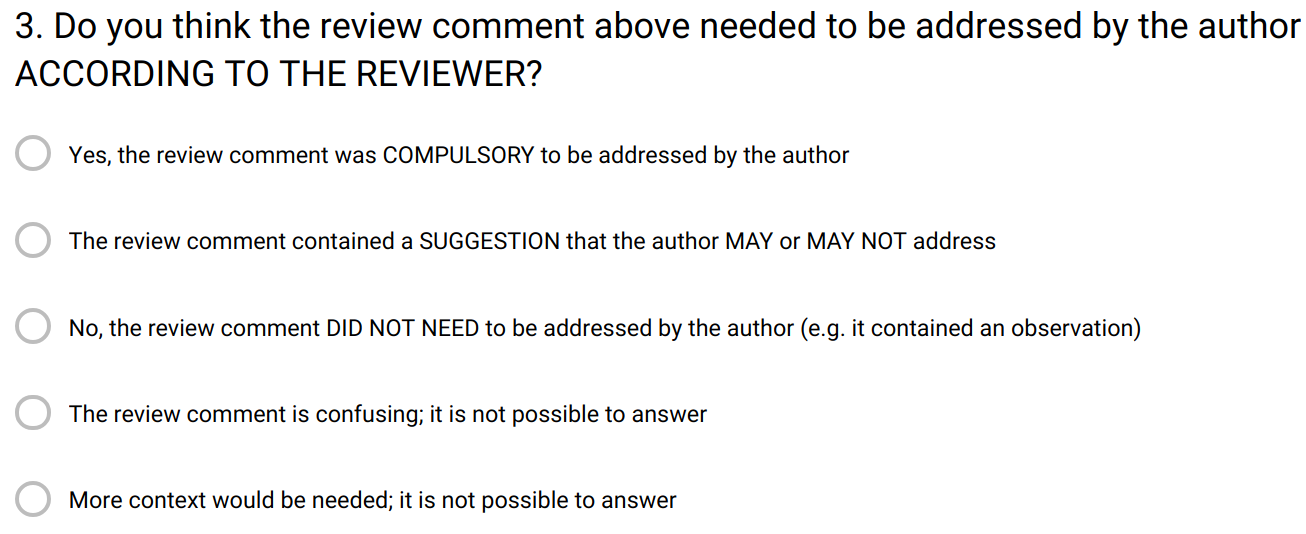 3. Do you think the review comment above needed to be addressed by the author
ACCORDING TO THE REVIEWER?
Yes, the review comment was COMPULSORY to be addressed by the author
The review comment contained a SUGGESTION that the author MAY or MAY NOT address
No, the review comment DID NOT NEED to be addressed by the author (e.g. it contained an observation)
The review comment is confusing; it is not possible to answer
More context would be needed; it is not possible to answer